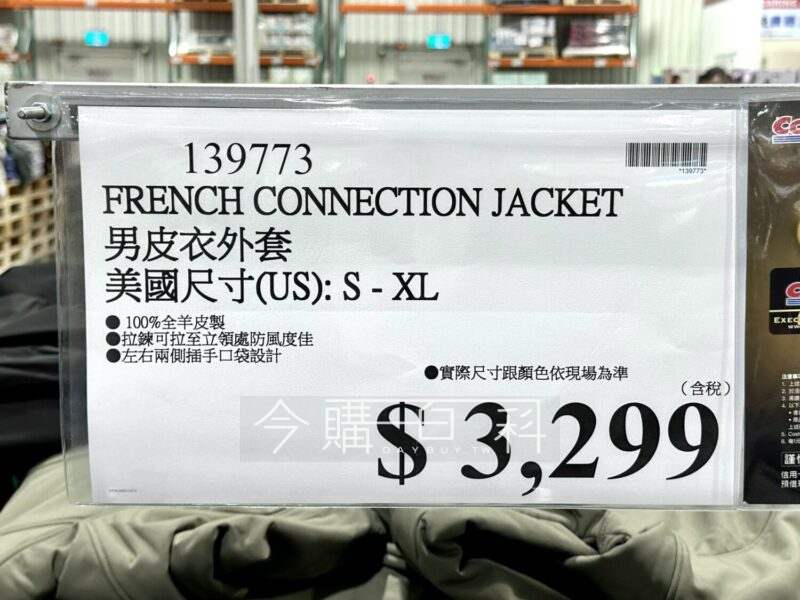 139773
*139773*
FRENCH CONNECTION JACKET
男皮衣外套
美國尺寸(US): S - XL
● 100%全羊皮製
●拉鍊可拉至立領處防風度佳
●左右兩側插手口袋設計
●實際尺寸跟顏色依現場為準
(含稅)
$ 3,299
今購百科
DAYBUY.TW